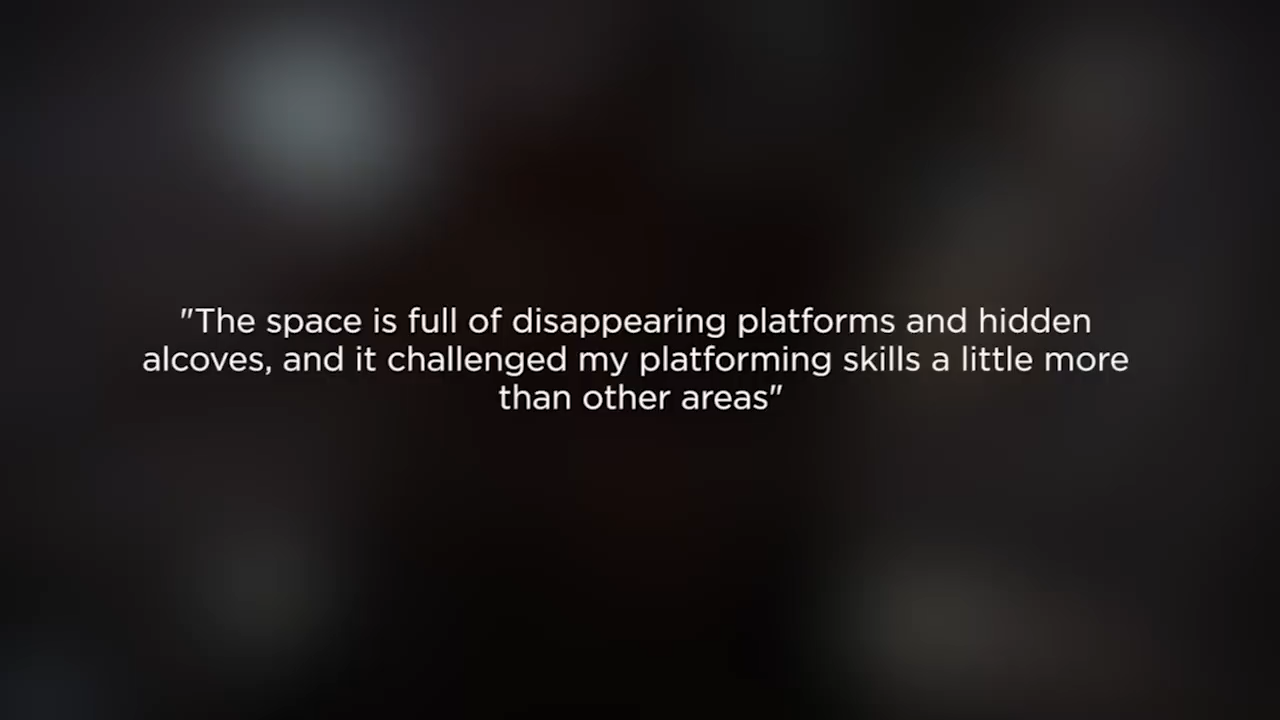 "The space is full of disappearing platforms and hidden
alcoves, and it challenged my platforming skills a little more
than other areas"